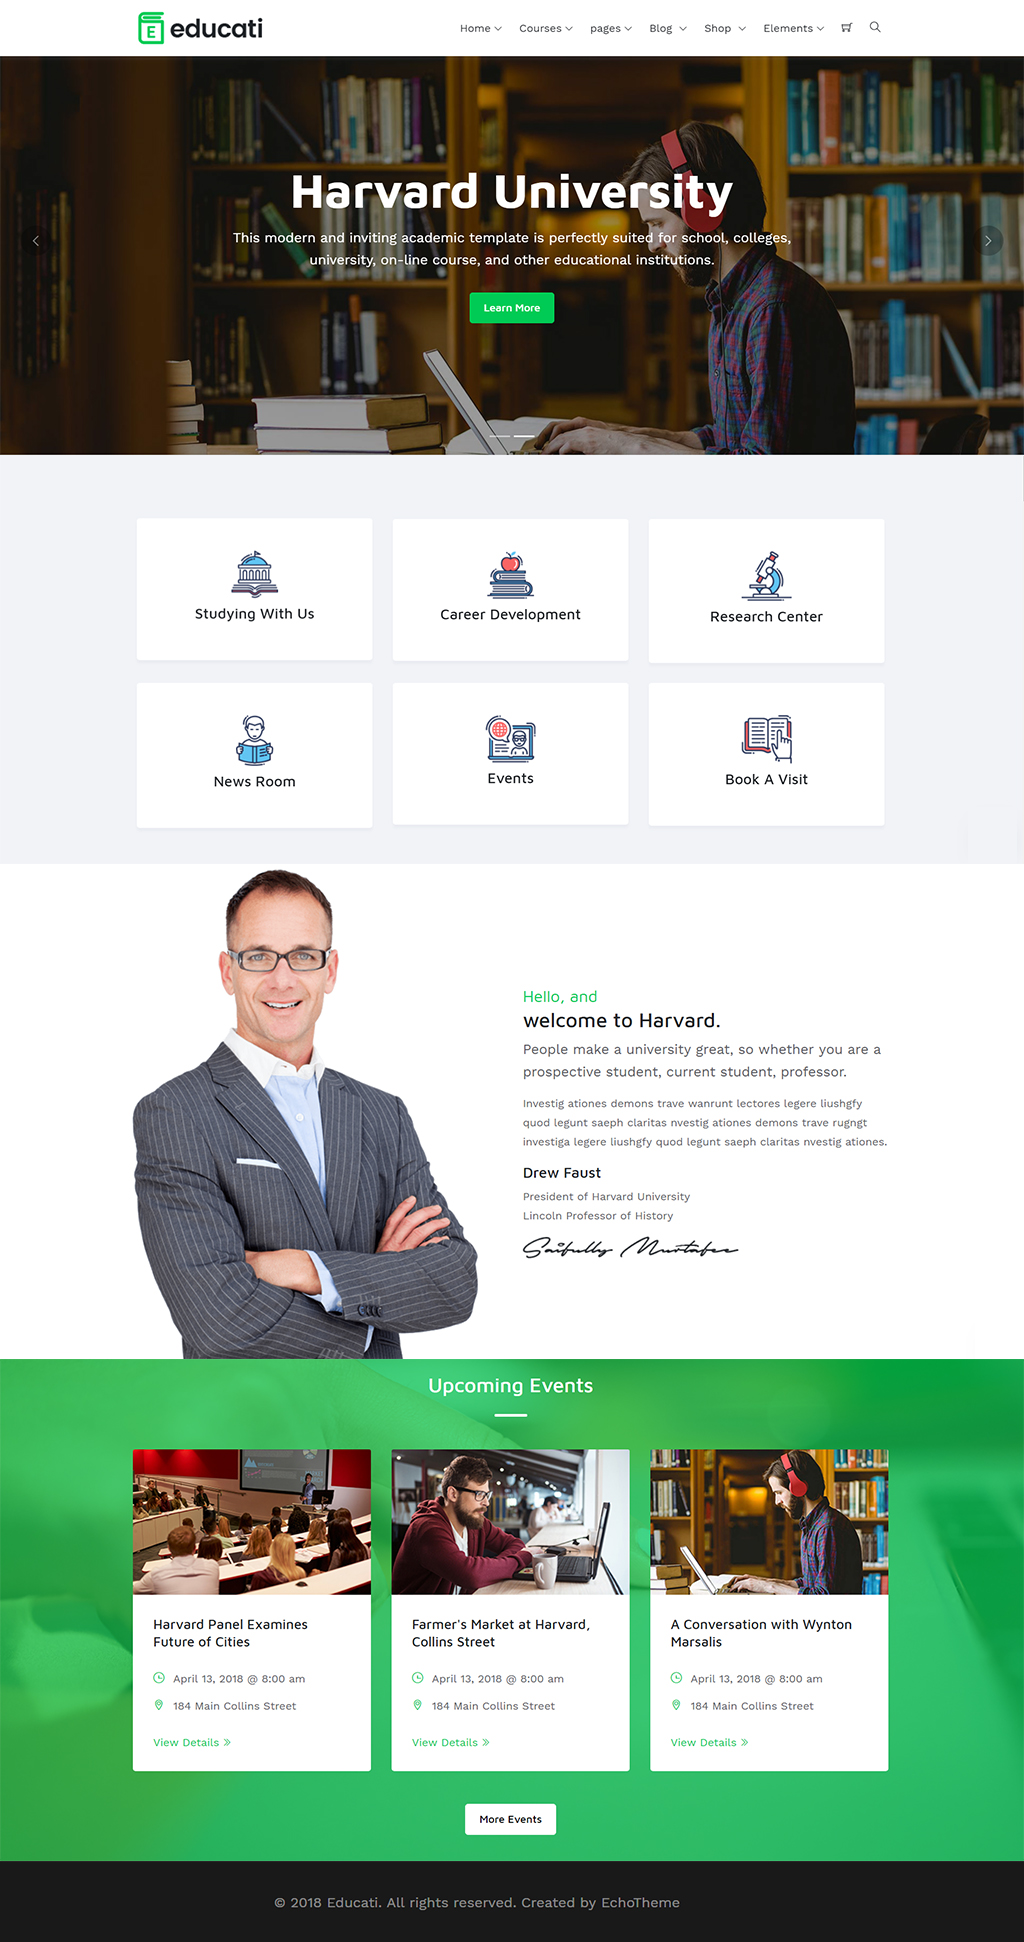 E educati
Home Courses pages Blog Shop Elements
Harvard University
This modern and inviting academic template is perfectly suited for school, colleges,
university, on-line course, and other educational institutions.
Learn More
Studying With Us
Career Development
Research Center
News Room
Events
Book A Visit
Hello, and
welcome to Harvard.
People make a university great, so whether you are a
prospective student, current student, professor.
Investig ationes demons trave wanrunt lectores legere liushgfy
quod legunt saeph claritas nvestig ationes demons trave rugngt
investiga legere liushgfy quod legunt saeph claritas nvestig ationes.
Drew Faust
President of Harvard University
Lincoln Professor of History
Upcoming Events
Harvard Panel Examines
Future of Cities
April 13, 2018 @ 8:00 am
184 Main Collins Street
View Details
Farmer's Market at Harvard,
Collins Street
April 13, 2018 @ 8:00 am
184 Main Collins Street
View Details
A Conversation with Wynton
Marsalis
April 13, 2018 @ 8:00 am
184 Main Collins Street
View Details
More Events
© 2018 Educati. All rights reserved. Created by EchoTheme